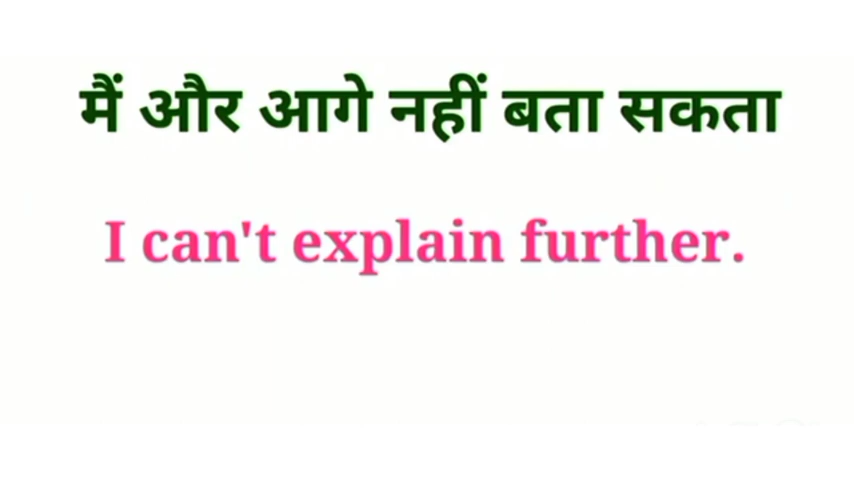 मैं और आगे नहीं बता सकता
I can't explain further.